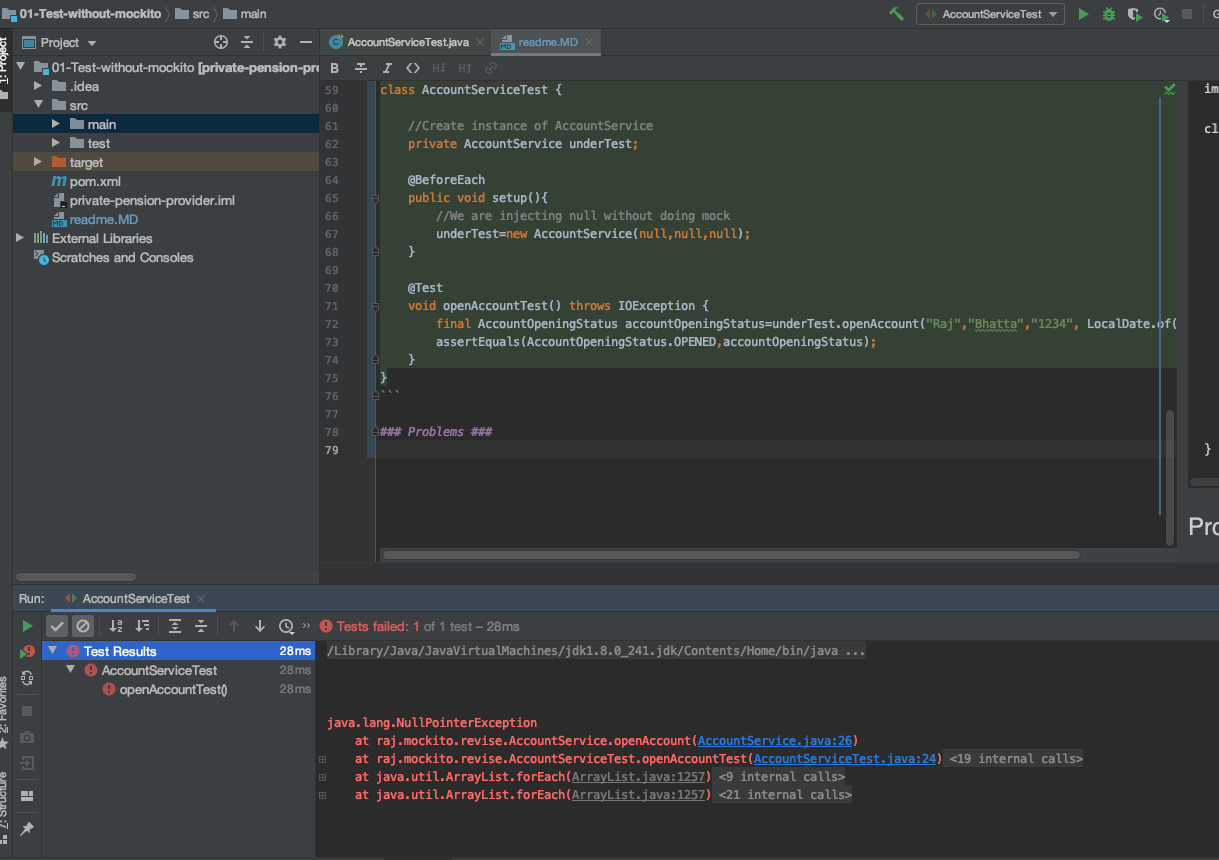 01-Test-without-mockito
src
main
AccountServiceTest
1: Project
Project
AccountServiceTest.java
readme.MD
01-Test-without-mockito [private-pension-pro
.idea
src
main
test
target
pom.xml
private-pension-provider.iml
readme.MD
External Libraries
Scratches and Consoles
B I <> H↓ H↑
59 class AccountServiceTest {
60
61 //Create instance of AccountService
62 private AccountService underTest;
63
64 @BeforeEach
65 public void setup(){
66 //We are injecting null without doing mock
67 underTest=new AccountService(null,null,null);
68 }
69
70 @Test
71 void openAccountTest() throws IOException {
72 final AccountOpeningStatus accountOpeningStatus=underTest.openAccount("Raj","Bhatta","1234", LocalDate.of(
73 assertEquals(AccountOpeningStatus.OPENED,accountOpeningStatus);
74 }
75 }
76 ```
77
78 ### Problems ###
79
im
cl
}
Pro
Run: AccountServiceTest
Tests failed: 1 of 1 test – 28ms
Test Results 28ms
AccountServiceTest 28ms
openAccountTest() 28ms
/Library/Java/JavaVirtualMachines/jdk1.8.0_241.jdk/Contents/Home/bin/java ...
java.lang.NullPointerException
at raj.mockito.revise.AccountService.openAccount(AccountService.java:26)
at raj.mockito.revise.AccountServiceTest.openAccountTest(AccountServiceTest.java:24) <19 internal calls>
at java.util.ArrayList.forEach(ArrayList.java:1257) <9 internal calls>
at java.util.ArrayList.forEach(ArrayList.java:1257) <21 internal calls>
2: Favorites
7: Structure